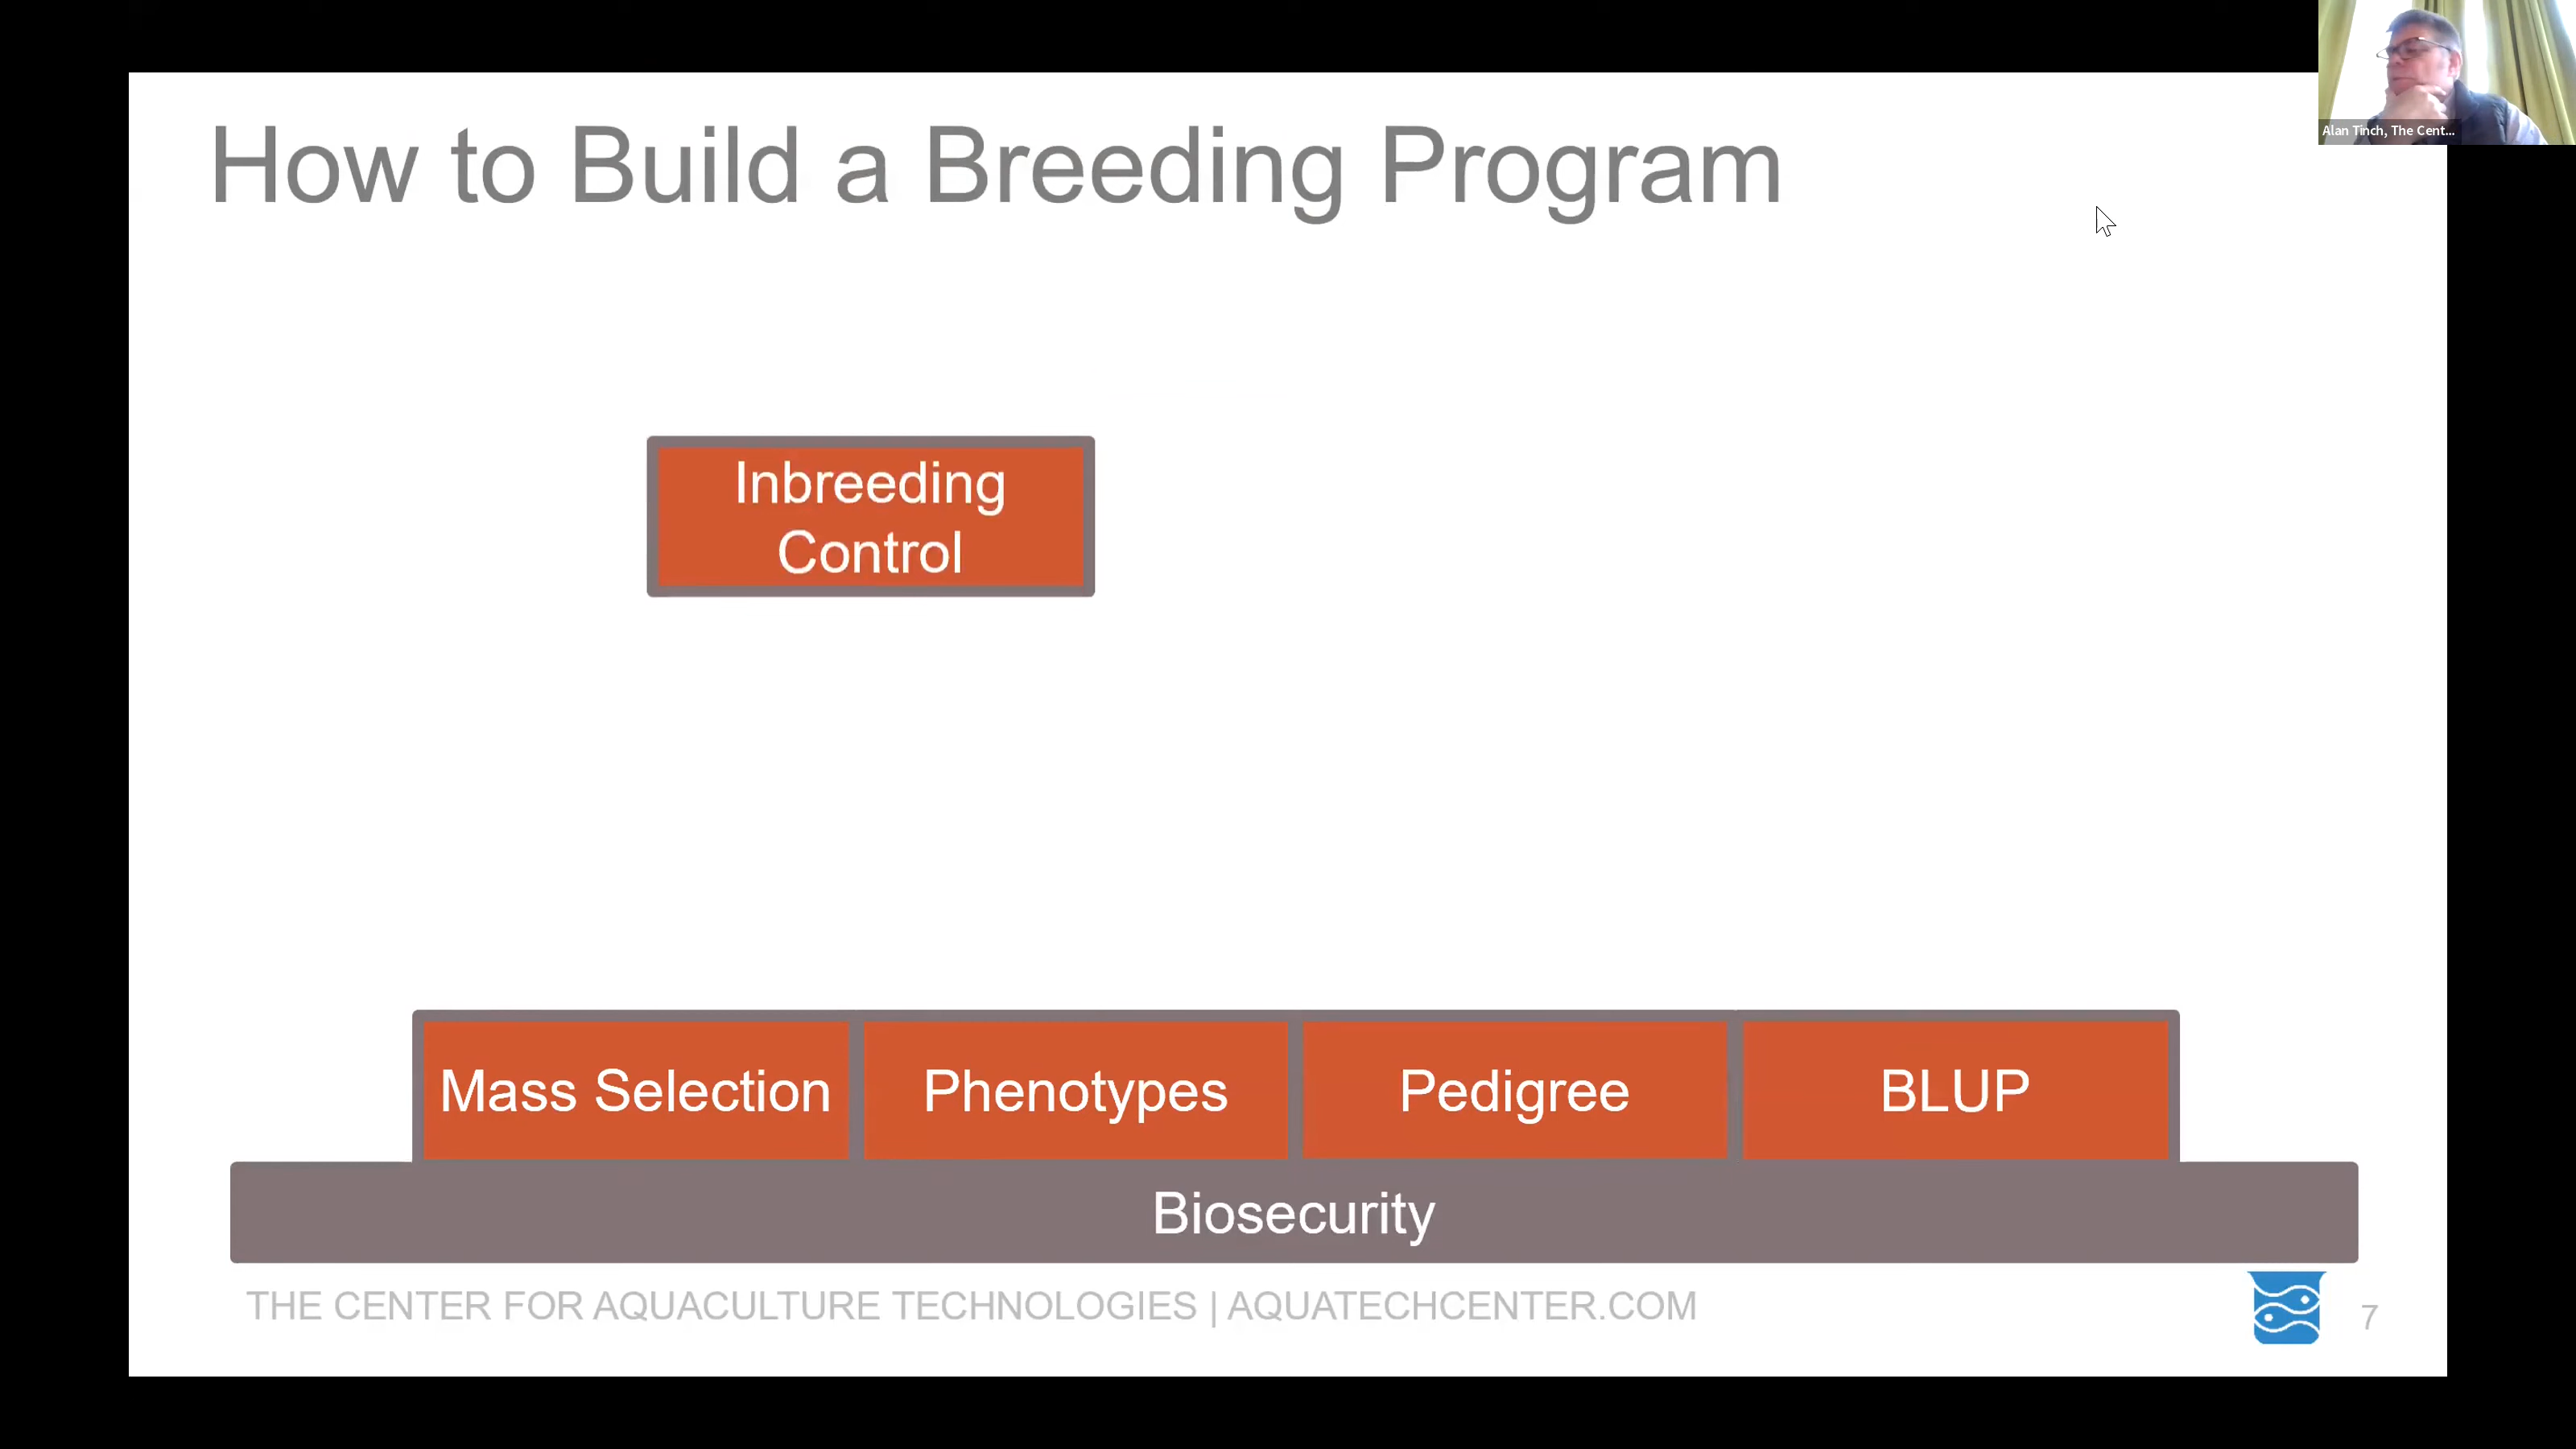 How to Build a Breeding Program
Alan Tinch, The Cent...
Inbreeding
Control
Mass Selection
Phenotypes
Pedigree
BLUP
Biosecurity
THE CENTER FOR AQUACULTURE TECHNOLOGIES | AQUATECHCENTER.COM
7